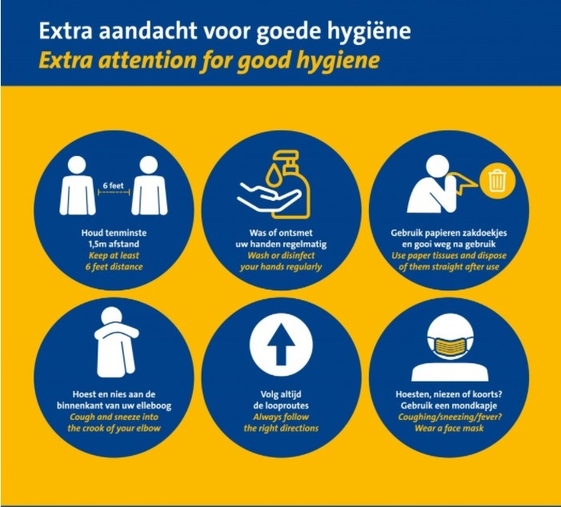 Extra aandacht voor goede hygiëne
Extra attention for good hygiene
6 feet
Houd tenminste
1,5m afstand
Keep at least
6 feet distance
Was of ontsmet
uw handen regelmatig
Wash or disinfect
your hands regularly
Gebruik papieren zakdoekjes
en gooi weg na gebruik
Use paper tissues and dispose
of them straight after use
Hoest en nies aan de
binnenkant van uw elleboog
Cough and sneeze into
the crook of your elbow
Volg altijd
de looproutes
Always follow
the right directions
Hoesten, niezen of koorts?
Gebruik een mondkapje
Coughing/sneezing/fever?
Wear a face mask